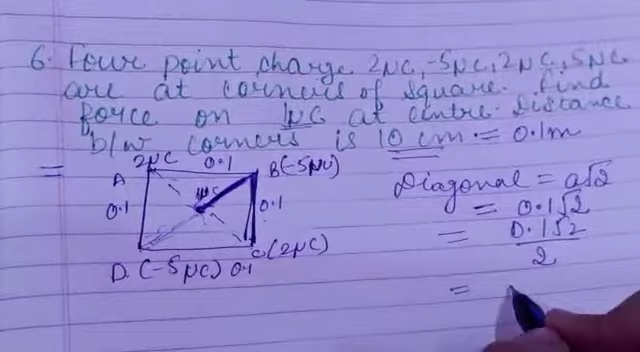 6. Four point charge 2μC, -5μC, 2μC, 5μC
are at corners of square. Find
force on 1μC at centre. Distance
b/w corners is 10 cm = 0.1m
=
2μC
0.1
A
B(-5μC)
1μC
0.1
0.1
C(2μC)
D (-5μC) 0.1
Diagonal = a√2
= 0.1√2
= 0.1√2
2
=